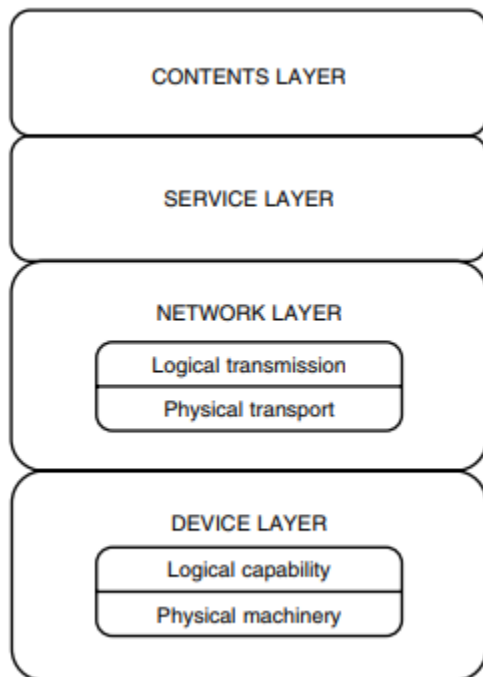 CONTENTS LAYER
SERVICE LAYER
NETWORK LAYER
Logical transmission
Physical transport
DEVICE LAYER
Logical capability
Physical machinery